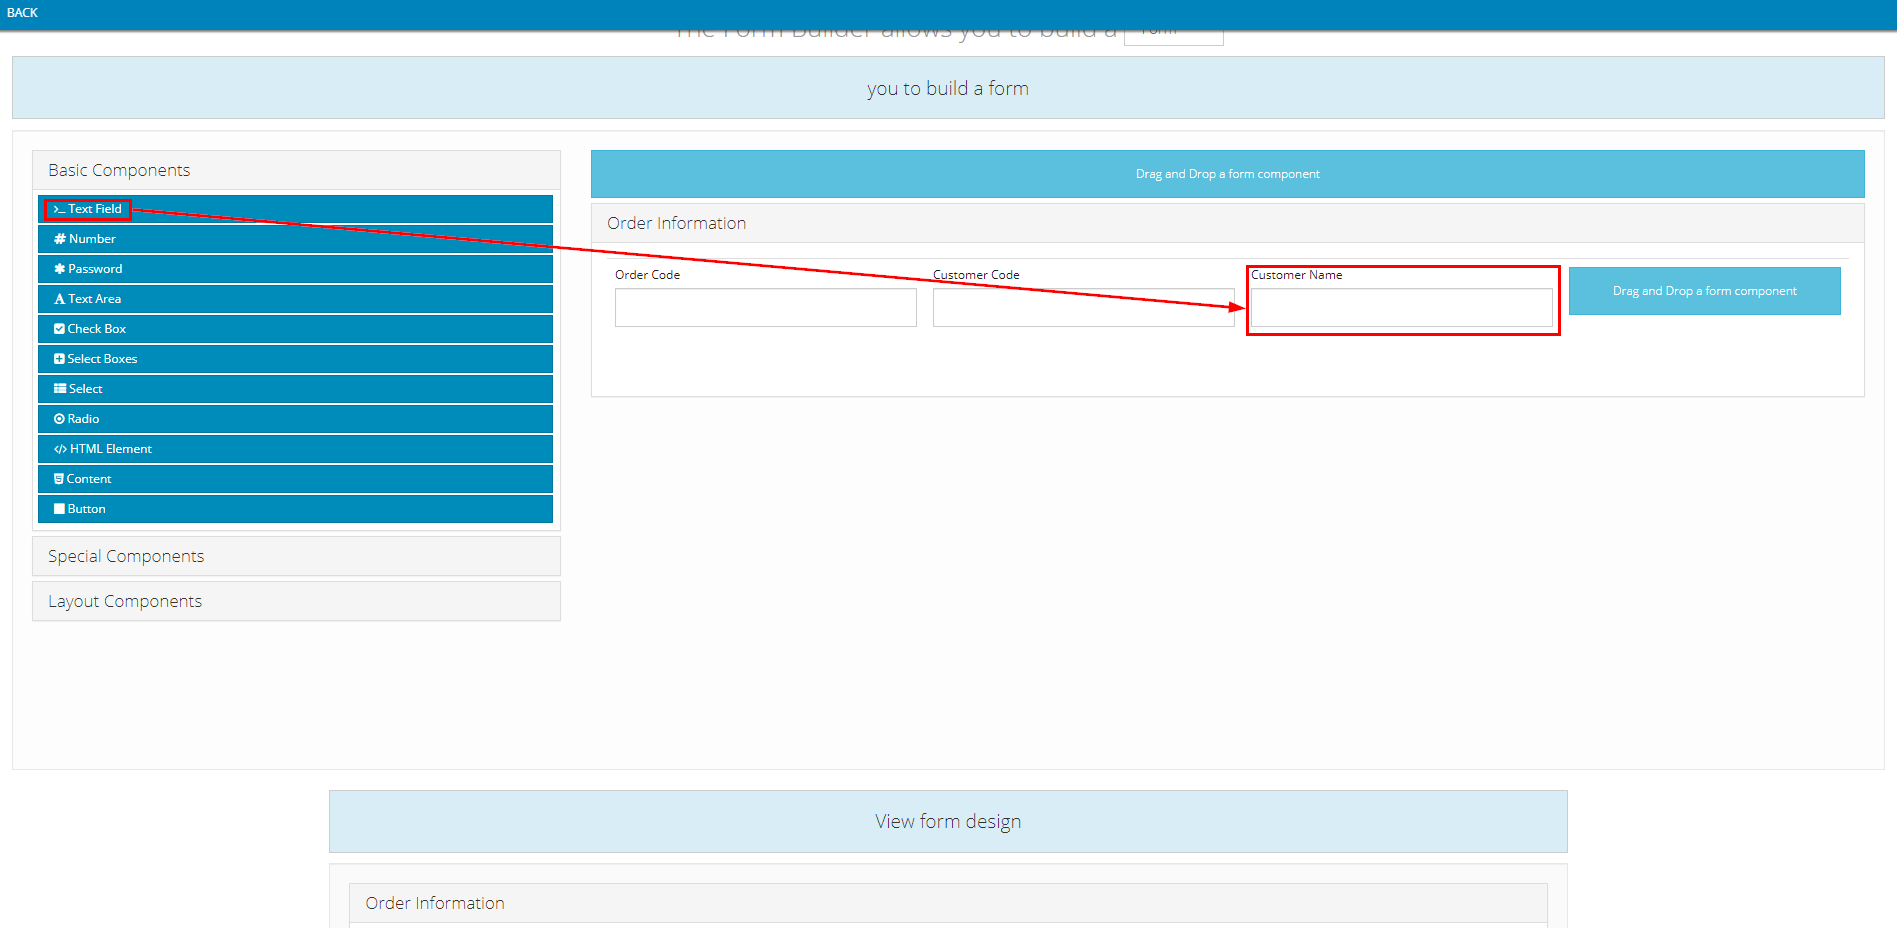 BACK
The Form Builder allows you to build a Form
you to build a form
Basic Components
Text Field
Number
Password
Text Area
Check Box
Select Boxes
Select
Radio
HTML Element
Content
Button
Special Components
Layout Components
Drag and Drop a form component
Order Information
Order Code
Customer Code
Customer Name
Drag and Drop a form component
View form design
Order Information